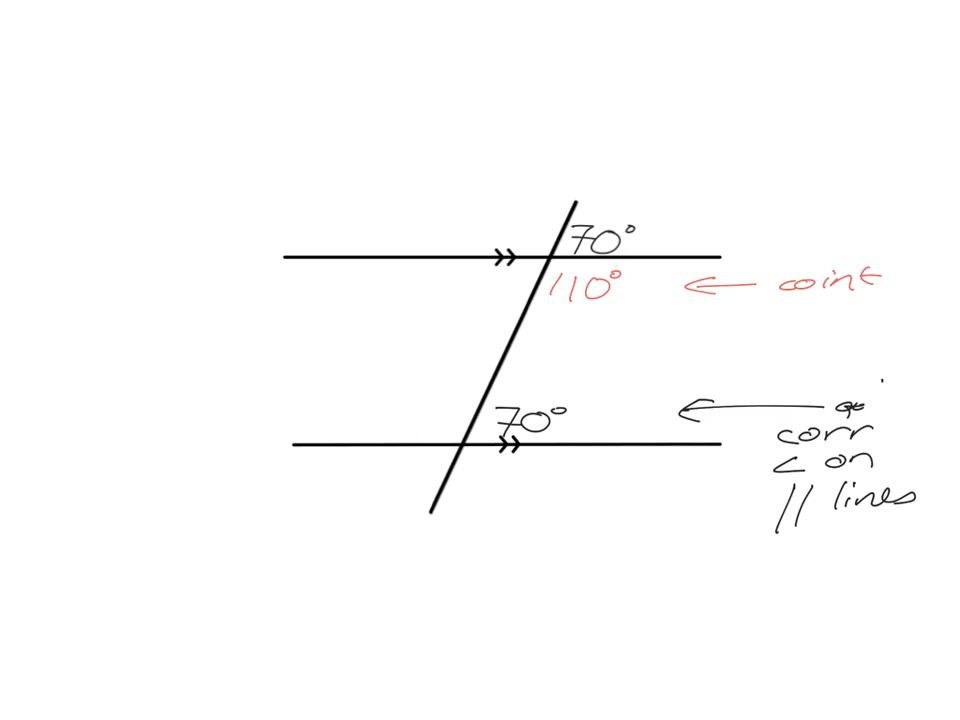 70°
110° ← coint
70° ←
corr
< on
// lines